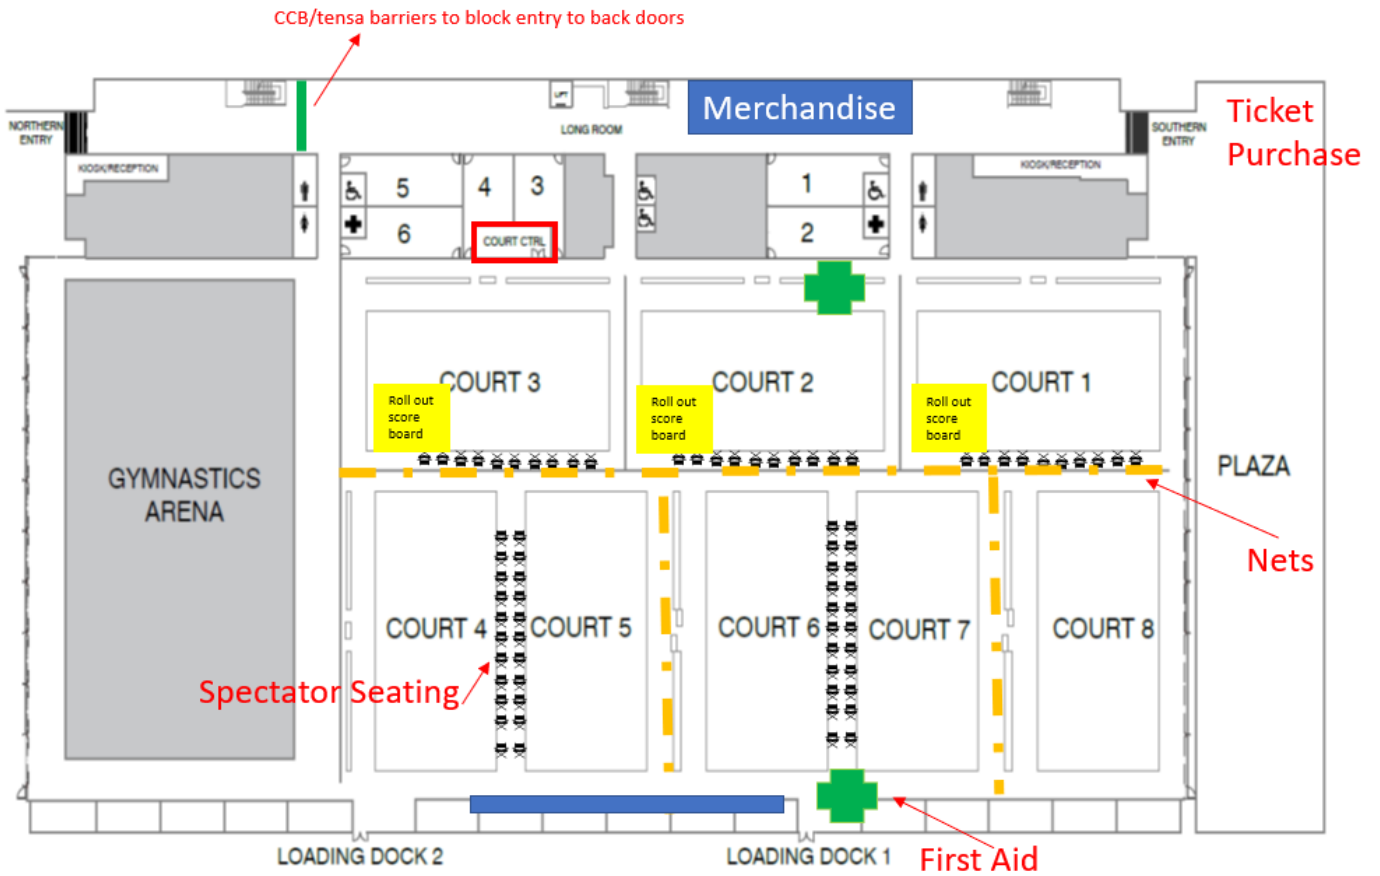 CCB/tensa barriers to block entry to back doors
LIFT
Merchandise
Ticket
Purchase
NORTHERN
ENTRY
LONG ROOM
SOUTHERN
ENTRY
KIOSK/RECEPTION
KIOSK/RECEPTION
5
4
3
1
6
COURT CTRL
2
COURT 3
COURT 2
COURT 1
Roll out
score
board
Roll out
score
board
Roll out
score
board
GYMNASTICS
ARENA
PLAZA
Nets
COURT 4
COURT 5
COURT 6
COURT 7
COURT 8
Spectator Seating
LOADING DOCK 2
LOADING DOCK 1
First Aid